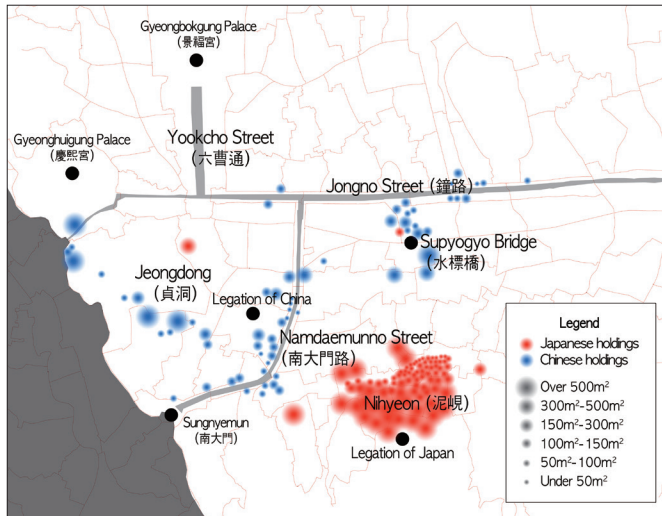 Gyeongbokgung Palace
(景福宮)
Gyeonghuigung Palace
(慶熙宮)
Yookcho Street
(六曹通)
Jongno Street (鐘路)
Supyogyo Bridge
(水標橋)
Jeongdong
(貞洞)
Legation of China
Namdaemunno Street
(南大門路)
Nihyeon (泥峴)
Sungnyemun
(南大門)
Legation of Japan
Legend
Japanese holdings
Chinese holdings
Over 500m²
300m²-500m²
150m²-300m²
100m²-150m²
50m²-100m²
Under 50m²